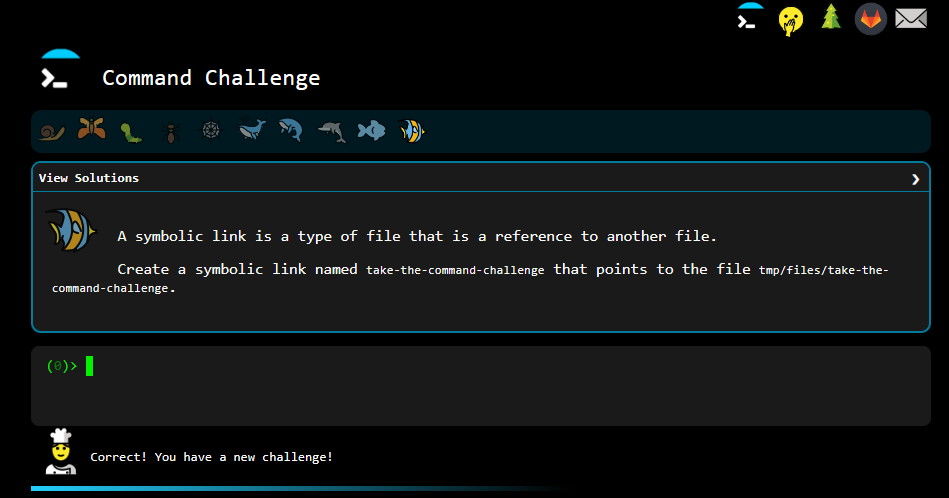 Command Challenge
View Solutions
A symbolic link is a type of file that is a reference to another file.
Create a symbolic link named take-the-command-challenge that points to the file tmp/files/take-the-
command-challenge.
(0)>
Correct! You have a new challenge!